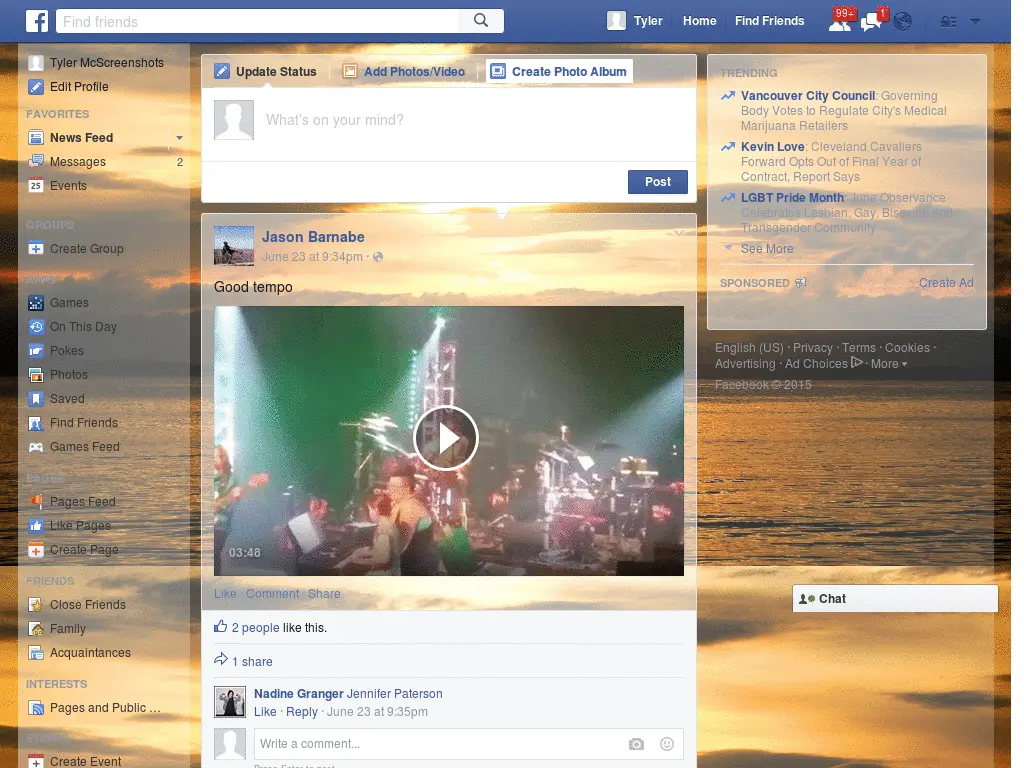 Find friends
Tyler
Home
Find Friends
99+
1
Tyler McScreenshots
Edit Profile
FAVORITES
News Feed
Messages
2
25
Events
GROUPS
Create Group
APPS
Games
On This Day
Pokes
Photos
Saved
Find Friends
Games Feed
PAGES
Pages Feed
Like Pages
Create Page
FRIENDS
Close Friends
Family
Acquaintances
INTERESTS
Pages and Public ...
EVENTS
Create Event
Update Status
Add Photos/Video
Create Photo Album
What's on your mind?
Post
Jason Barnabe
June 23 at 9:34pm ·
Good tempo
03:48
Like Comment Share
2 people like this.
1 share
Nadine Granger Jennifer Paterson
Like · Reply · June 23 at 9:35pm
Write a comment...
Press Enter to post.
TRENDING
Vancouver City Council: Governing
Body Votes to Regulate City's Medical
Marijuana Retailers
Kevin Love: Cleveland Cavaliers
Forward Opts Out of Final Year of
Contract, Report Says
LGBT Pride Month: June Observance
Celebrates Lesbian, Gay, Bisexual and
Transgender Community
See More
SPONSORED
Create Ad
English (US) · Privacy · Terms · Cookies ·
Advertising · Ad Choices · More
Facebook © 2015
Chat